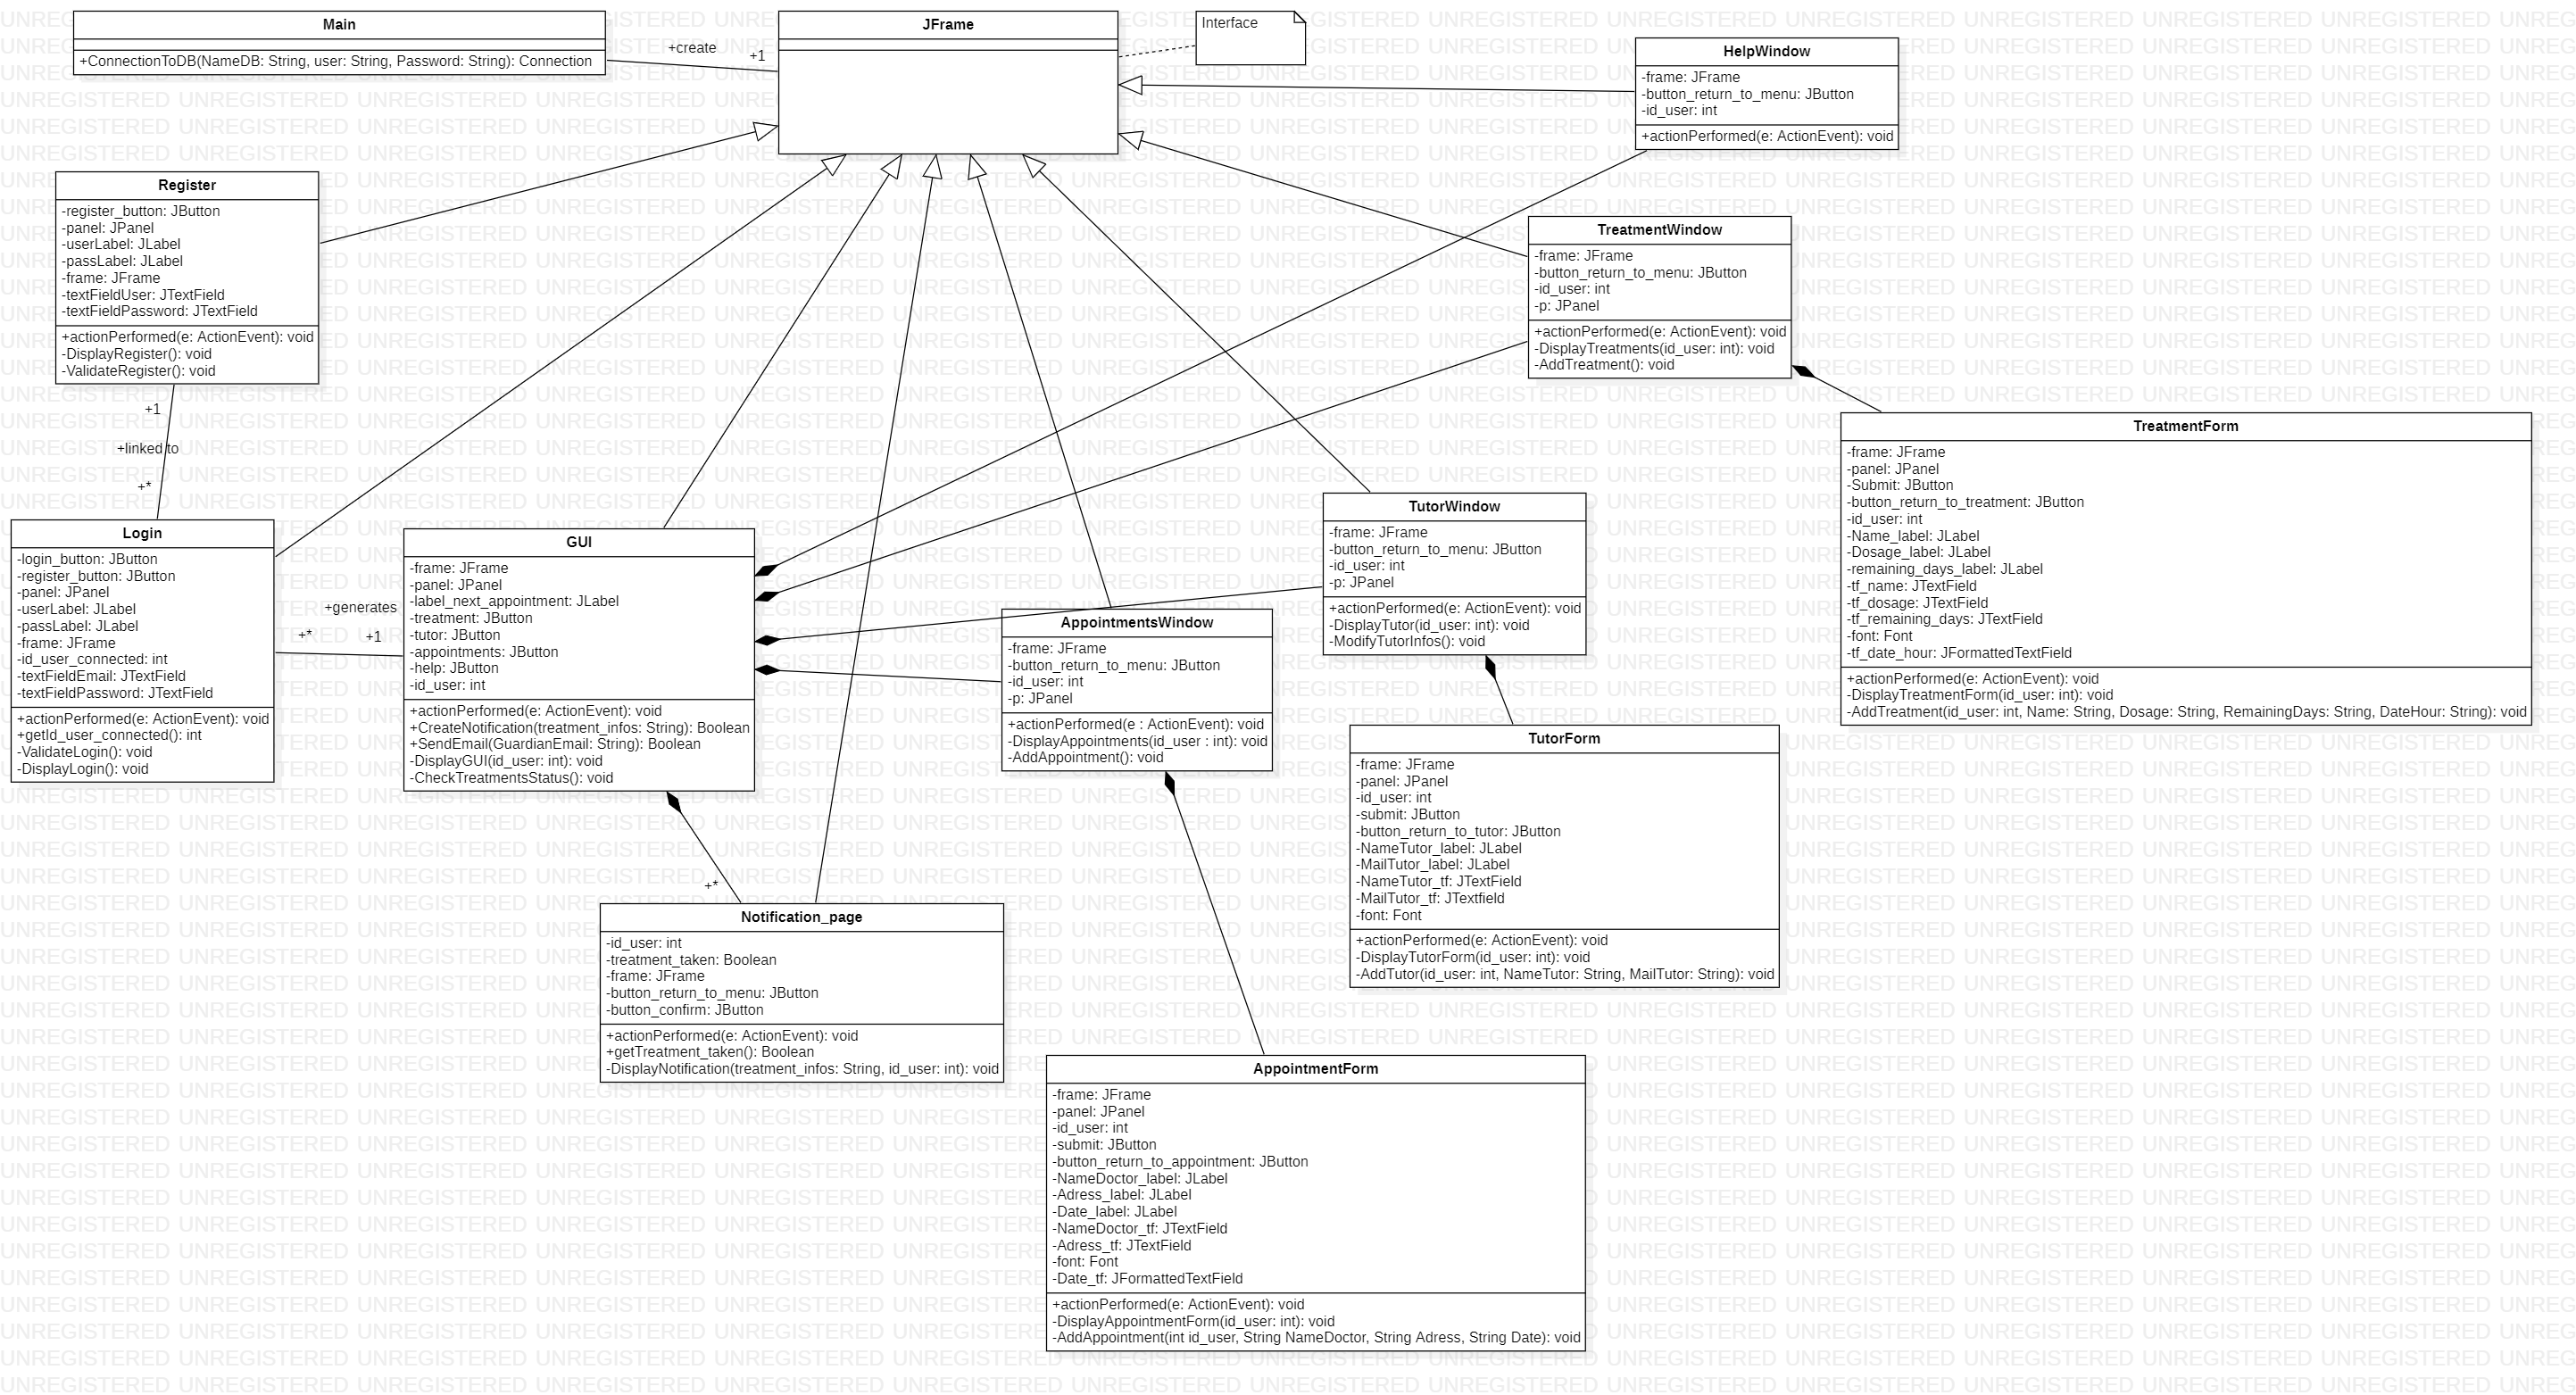 Main
+ConnectionToDB(NameDB: String, user: String, Password: String): Connection
+create
+1
JFrame
Interface
HelpWindow
-frame: JFrame
-button_return_to_menu: JButton
-id_user: int
+actionPerformed(e: ActionEvent): void
Register
-register_button: JButton
-panel: JPanel
-userLabel: JLabel
-passLabel: JLabel
-frame: JFrame
-textFieldUser: JTextField
-textFieldPassword: JTextField
+actionPerformed(e: ActionEvent): void
-DisplayRegister(): void
-ValidateRegister(): void
+1
+linked to
+*
TreatmentWindow
-frame: JFrame
-button_return_to_menu: JButton
-id_user: int
-p: JPanel
+actionPerformed(e: ActionEvent): void
-DisplayTreatments(id_user: int): void
-AddTreatment(): void
TreatmentForm
-frame: JFrame
-panel: JPanel
-Submit: JButton
-button_return_to_treatment: JButton
-id_user: int
-Name_label: JLabel
-Dosage_label: JLabel
-remaining_days_label: JLabel
-tf_name: JTextField
-tf_dosage: JTextField
-tf_remaining_days: JTextField
-font: Font
-tf_date_hour: JFormattedTextField
+actionPerformed(e: ActionEvent): void
-DisplayTreatmentForm(id_user: int): void
-AddTreatment(id_user: int, Name: String, Dosage: String, RemainingDays: String, DateHour: String): void
Login
-login_button: JButton
-register_button: JButton
-panel: JPanel
-userLabel: JLabel
-passLabel: JLabel
-frame: JFrame
-id_user_connected: int
-textFieldEmail: JTextField
-textFieldPassword: JTextField
+actionPerformed(e: ActionEvent): void
+getId_user_connected(): int
-ValidateLogin(): void
-DisplayLogin(): void
+generates
+*
+1
GUI
-frame: JFrame
-panel: JPanel
-label_next_appointment: JLabel
-treatment: JButton
-tutor: JButton
-appointments: JButton
-help: JButton
-id_user: int
+actionPerformed(e: ActionEvent): void
+CreateNotification(treatment_infos: String): Boolean
+SendEmail(GuardianEmail: String): Boolean
-DisplayGUI(id_user: int): void
-CheckTreatmentsStatus(): void
TutorWindow
-frame: JFrame
-button_return_to_menu: JButton
-id_user: int
-p: JPanel
+actionPerformed(e: ActionEvent): void
-DisplayTutor(id_user: int): void
-ModifyTutorInfos(): void
AppointmentsWindow
-frame: JFrame
-button_return_to_menu: JButton
-id_user: int
-p: JPanel
+actionPerformed(e : ActionEvent): void
-DisplayAppointments(id_user : int): void
-AddAppointment(): void
TutorForm
-frame: JFrame
-panel: JPanel
-id_user: int
-submit: JButton
-button_return_to_tutor: JButton
-NameTutor_label: JLabel
-MailTutor_label: JLabel
-NameTutor_tf: JTextField
-MailTutor_tf: JTextfield
-font: Font
+actionPerformed(e: ActionEvent): void
-DisplayTutorForm(id_user: int): void
-AddTutor(id_user: int, NameTutor: String, MailTutor: String): void
+*
Notification_page
-id_user: int
-treatment_taken: Boolean
-frame: JFrame
-button_return_to_menu: JButton
-button_confirm: JButton
+actionPerformed(e: ActionEvent): void
+getTreatment_taken(): Boolean
-DisplayNotification(treatment_infos: String, id_user: int): void
AppointmentForm
-frame: JFrame
-panel: JPanel
-id_user: int
-submit: JButton
-button_return_to_appointment: JButton
-NameDoctor_label: JLabel
-Adress_label: JLabel
-Date_label: JLabel
-NameDoctor_tf: JTextField
-Adress_tf: JTextField
-font: Font
-Date_tf: JFormattedTextField
+actionPerformed(e: ActionEvent): void
-DisplayAppointmentForm(id_user: int): void
-AddAppointment(int id_user, String NameDoctor, String Adress, String Date): void
UNREGISTERED